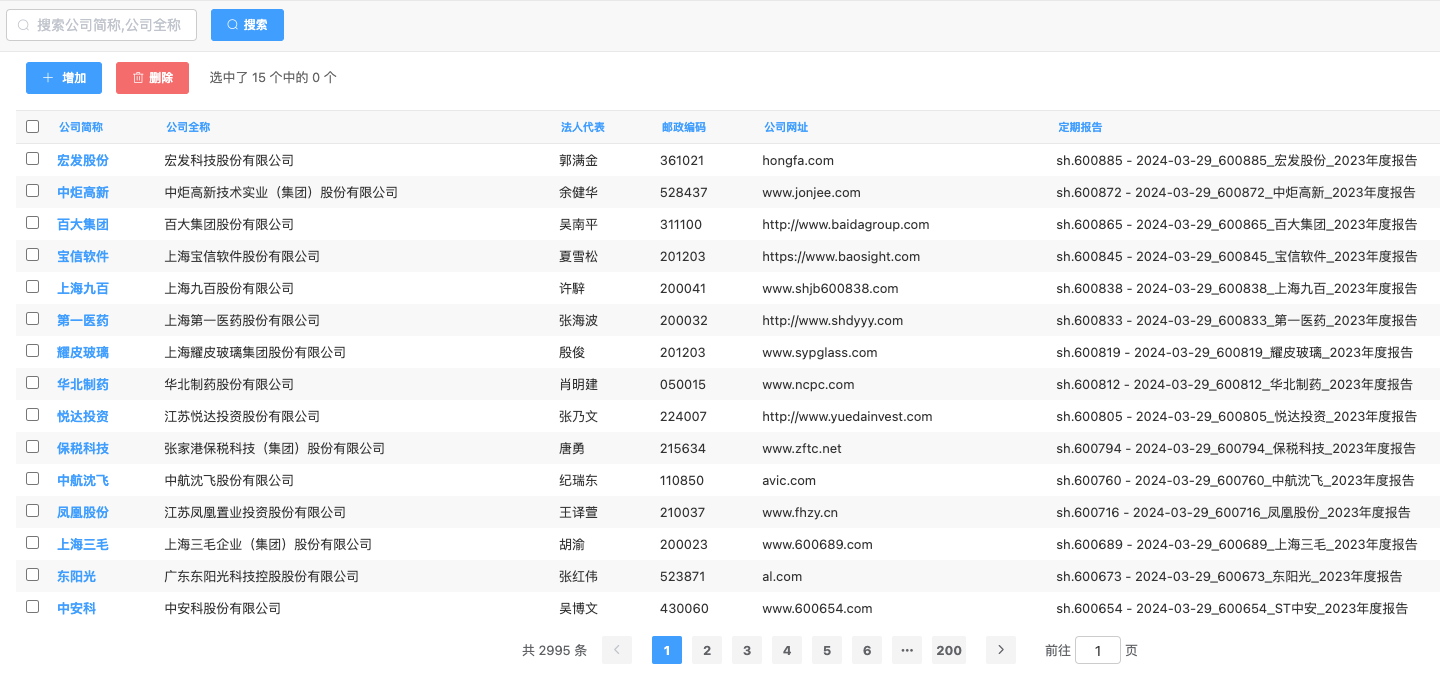 搜索公司简称,公司全称 搜索
增加 删除 选中了 15 个中的 0 个
公司简称 公司全称 法人代表 邮政编码 公司网址 定期报告
宏发股份 宏发科技股份有限公司 郭满金 361021 hongfa.com sh.600885 - 2024-03-29_600885_宏发股份_2023年度报告
中炬高新 中炬高新技术实业（集团）股份有限公司 余健华 528437 www.jonjee.com sh.600872 - 2024-03-29_600872_中炬高新_2023年度报告
百大集团 百大集团股份有限公司 吴南平 311100 http://www.baidagroup.com sh.600865 - 2024-03-29_600865_百大集团_2023年度报告
宝信软件 上海宝信软件股份有限公司 夏雪松 201203 https://www.baosight.com sh.600845 - 2024-03-29_600845_宝信软件_2023年度报告
上海九百 上海九百股份有限公司 许騂 200041 www.shjb600838.com sh.600838 - 2024-03-29_600838_上海九百_2023年度报告
第一医药 上海第一医药股份有限公司 张海波 200032 http://www.shdyyy.com sh.600833 - 2024-03-29_600833_第一医药_2023年度报告
耀皮玻璃 上海耀皮玻璃集团股份有限公司 殷俊 201203 www.sypglass.com sh.600819 - 2024-03-29_600819_耀皮玻璃_2023年度报告
华北制药 华北制药股份有限公司 肖明建 050015 www.ncpc.com sh.600812 - 2024-03-29_600812_华北制药_2023年度报告
悦达投资 江苏悦达投资股份有限公司 张乃文 224007 http://www.yuedainvest.com sh.600805 - 2024-03-29_600805_悦达投资_2023年度报告
保税科技 张家港保税科技（集团）股份有限公司 唐勇 215634 www.zftc.net sh.600794 - 2024-03-29_600794_保税科技_2023年度报告
中航沈飞 中航沈飞股份有限公司 纪瑞东 110850 avic.com sh.600760 - 2024-03-29_600760_中航沈飞_2023年度报告
凤凰股份 江苏凤凰置业投资股份有限公司 王译萱 210037 www.fhzy.cn sh.600716 - 2024-03-29_600716_凤凰股份_2023年度报告
上海三毛 上海三毛企业（集团）股份有限公司 胡渝 200023 www.600689.com sh.600689 - 2024-03-29_600689_上海三毛_2023年度报告
东阳光 广东东阳光科技控股股份有限公司 张红伟 523871 al.com sh.600673 - 2024-03-29_600673_东阳光_2023年度报告
中安科 中安科股份有限公司 吴博文 430060 www.600654.com sh.600654 - 2024-03-29_600654_ST中安_2023年度报告
共 2995 条 1 2 3 4 5 6 ••• 200 前往 1 页